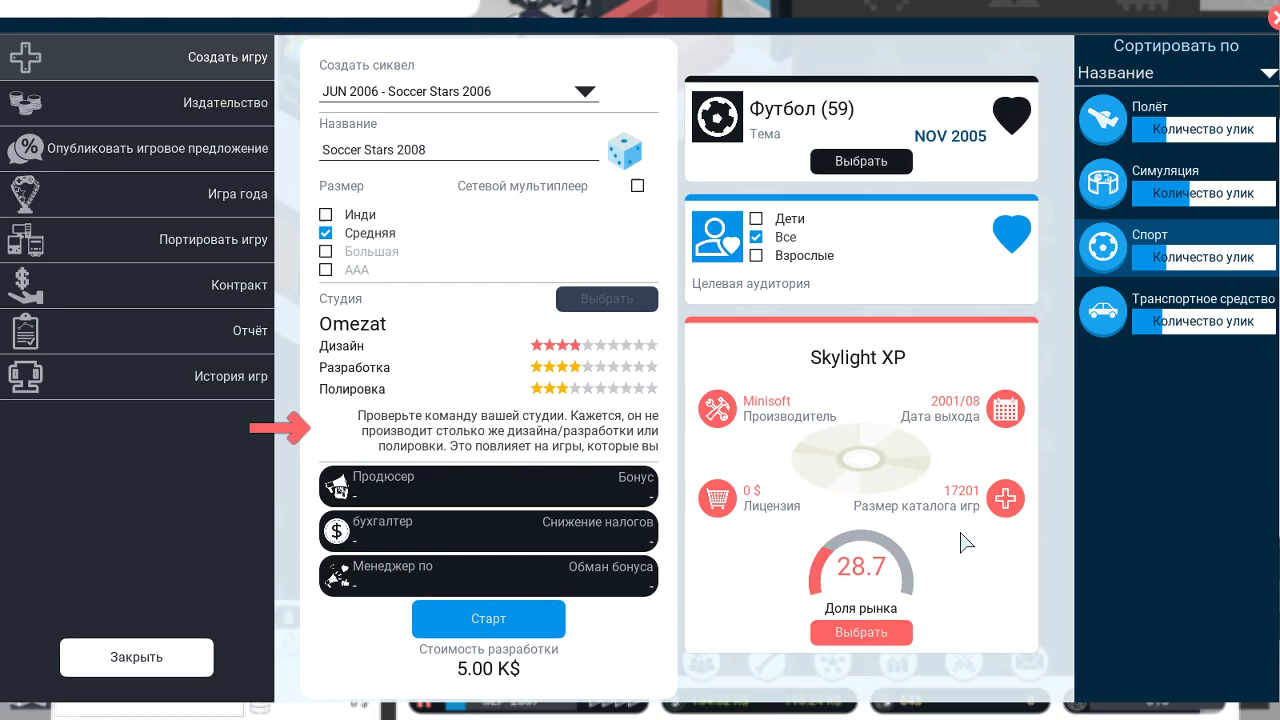 Создать игру
Издательство
Опубликовать игровое предложение
Игра года
Портировать игру
Контракт
Отчёт
История игр
Закрыть
Создать сиквел
JUN 2006 - Soccer Stars 2006
Название
Soccer Stars 2008
Размер
Сетевой мультиплеер
Инди
Средняя
Большая
AAA
Студия
Выбрать
Omezat
Дизайн
Разработка
Полировка
Проверьте команду вашей студии. Кажется, он не
производит столько же дизайна/разработки или
полировки. Это повлияет на игры, которые вы
Продюсер
Бонус
-
-
бухгалтер
Снижение налогов
-
-
Менеджер по
Обман бонуса
-
-
Старт
Стоимость разработки
5.00 K$
Футбол (59)
Тема
NOV 2005
Выбрать
Дети
Все
Взрослые
Целевая аудитория
Skylight XP
Minisoft
Производитель
2001/08
Дата выхода
0 $
Лицензия
17201
Размер каталога игр
28.7
Доля рынка
Выбрать
Сортировать по
Название
Полёт
Количество улик
Симуляция
Количество улик
Спорт
Количество улик
Транспортное средство
Количество улик